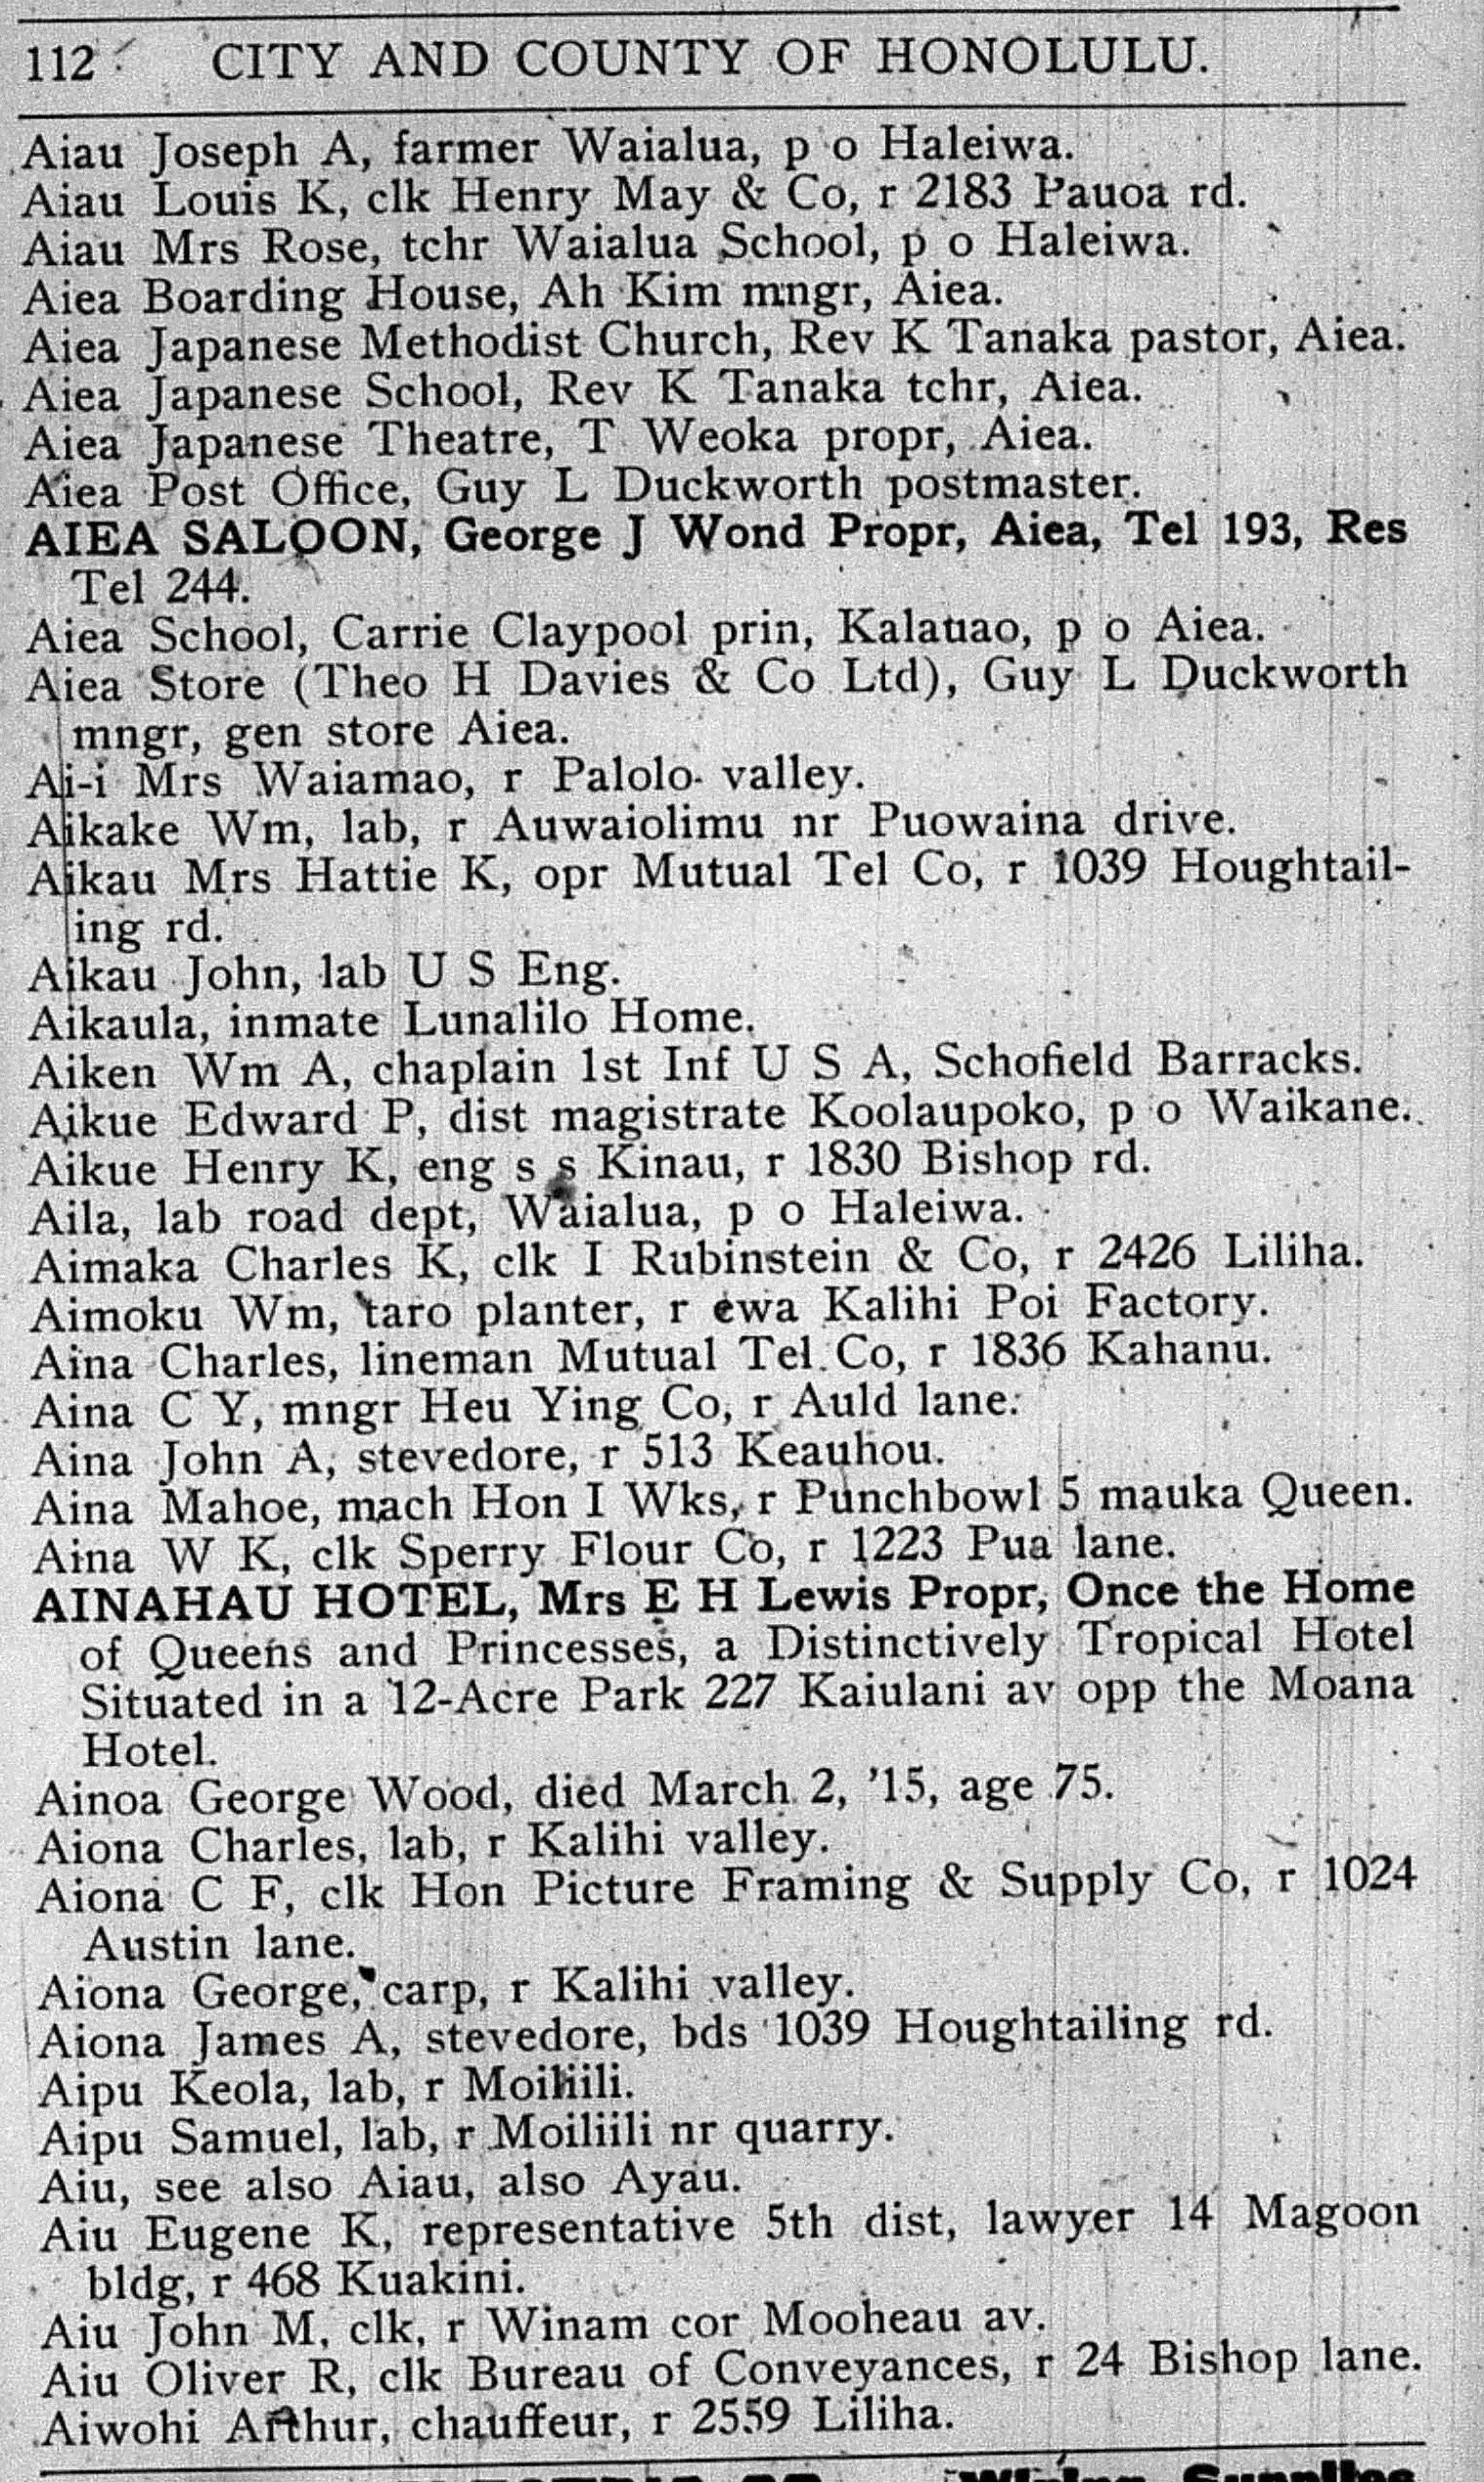 112 CITY AND COUNTY OF HONOLULU.
Aiau Joseph A, farmer Waialua, p o Haleiwa.
Aiau Louis K, clk Henry May & Co, r 2183 Pauoa rd.
Aiau Mrs Rose, tchr Waialua School, p o Haleiwa.
Aiea Boarding House, Ah Kim mngr, Aiea.
Aiea Japanese Methodist Church, Rev K Tanaka pastor, Aiea.
Aiea Japanese School, Rev K Tanaka tchr, Aiea.
Aiea Japanese Theatre, T Weoka propr, Aiea.
Aiea Post Office, Guy L Duckworth postmaster.
AIEA SALOON, George J Wond Propr, Aiea, Tel 193, Res
Tel 244.
Aiea School, Carrie Claypool prin, Kalauao, p o Aiea.
Aiea Store (Theo H Davies & Co Ltd), Guy L Duckworth
mngr, gen store Aiea.
Ai-i Mrs Waiamao, r Palolo valley.
Aikake Wm, lab, r Auwaiolimu nr Puowaina drive.
Aikau Mrs Hattie K, opr Mutual Tel Co, r 1039 Houghtail-
ing rd.
Aikau John, lab U S Eng.
Aikaula, inmate Lunalilo Home.
Aiken Wm A, chaplain 1st Inf U S A, Schofield Barracks.
Aikue Edward P, dist magistrate Koolaupoko, p o Waikane.
Aikue Henry K, eng s s Kinau, r 1830 Bishop rd.
Aila, lab road dept, Waialua, p o Haleiwa.
Aimaka Charles K, clk I Rubinstein & Co, r 2426 Liliha.
Aimoku Wm, taro planter, r ewa Kalihi Poi Factory.
Aina Charles, lineman Mutual Tel Co, r 1836 Kahanu.
Aina C Y, mngr Heu Ying Co, r Auld lane.
Aina John A, stevedore, r 513 Keauhou.
Aina Mahoe, mach Hon I Wks, r Punchbowl 5 mauka Queen.
Aina W K, clk Sperry Flour Co, r 1223 Pua lane.
AINAHAU HOTEL, Mrs E H Lewis Propr, Once the Home
of Queens and Princesses, a Distinctively Tropical Hotel
Situated in a 12-Acre Park 227 Kaiulani av opp the Moana
Hotel.
Ainoa George Wood, died March 2, '15, age 75.
Aiona Charles, lab, r Kalihi valley.
Aiona C F, clk Hon Picture Framing & Supply Co, r 1024
Austin lane.
Aiona George, carp, r Kalihi valley.
Aiona James A, stevedore, bds 1039 Houghtailing rd.
Aipu Keola, lab, r Moiliili.
Aipu Samuel, lab, r Moiliili nr quarry.
Aiu, see also Aiau, also Ayau.
Aiu Eugene K, representative 5th dist, lawyer 14 Magoon
bldg, r 468 Kuakini.
Aiu John M, clk, r Winam cor Mooheau av.
Aiu Oliver R, clk Bureau of Conveyances, r 24 Bishop lane.
Aiwohi Arthur, chauffeur, r 2559 Liliha.